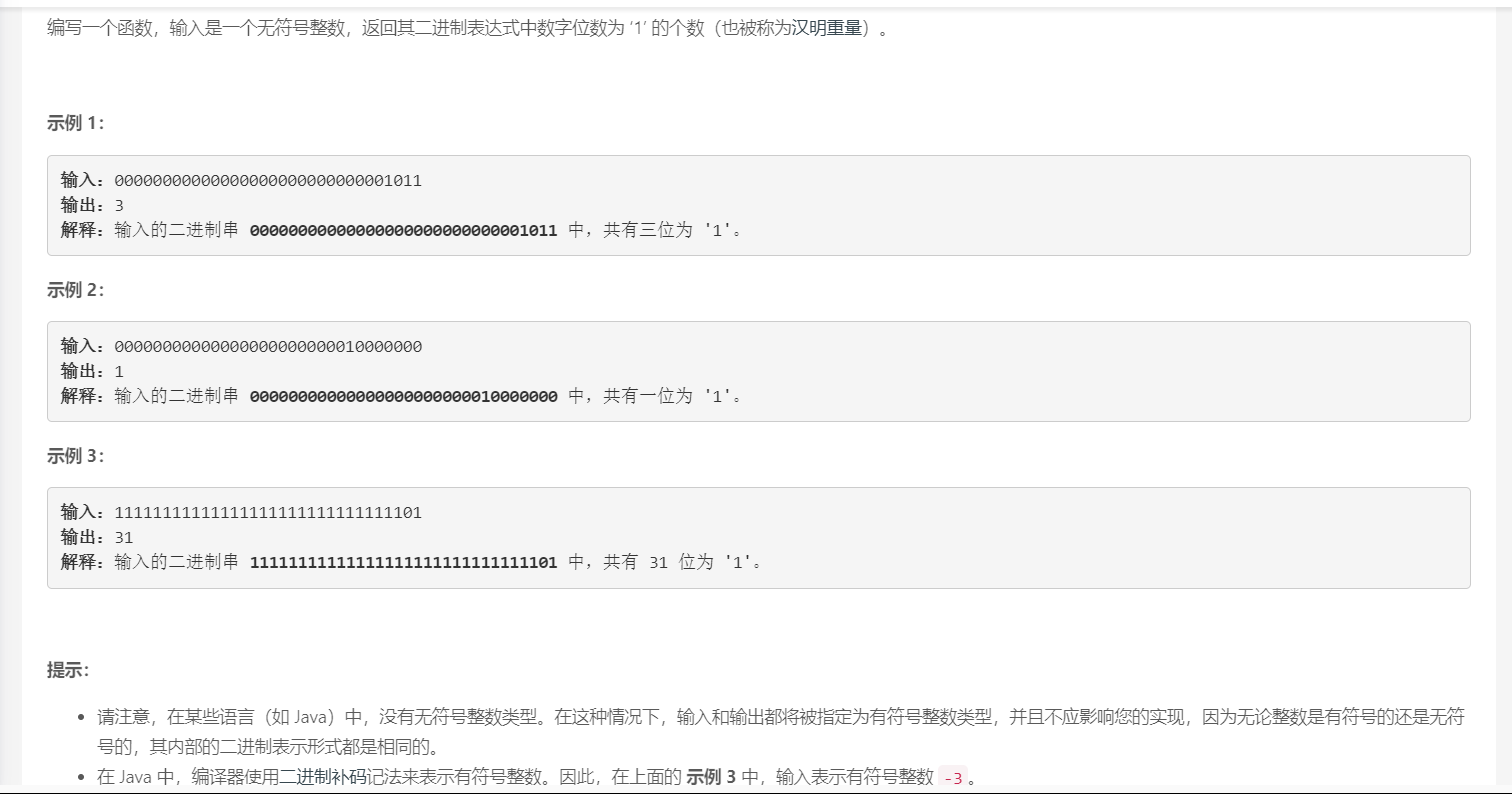 编写一个函数，输入是一个无符号整数，返回其二进制表达式中数字位数为 ‘1’ 的个数（也被称为汉明重量）。
示例 1：
输入：00000000000000000000000000001011
输出：3
解释：输入的二进制串 00000000000000000000000000001011 中，共有三位为 '1'。
示例 2：
输入：00000000000000000000000010000000
输出：1
解释：输入的二进制串 00000000000000000000000010000000 中，共有一位为 '1'。
示例 3：
输入：11111111111111111111111111111101
输出：31
解释：输入的二进制串 11111111111111111111111111111101 中，共有 31 位为 '1'。
提示：
• 请注意，在某些语言（如 Java）中，没有无符号整数类型。在这种情况下，输入和输出都将被指定为有符号整数类型，并且不应影响您的实现，因为无论整数是有符号的还是无符
号的，其内部的二进制表示形式都是相同的。
• 在 Java 中，编译器使用二进制补码记法来表示有符号整数。因此，在上面的 示例 3 中，输入表示有符号整数 -3。